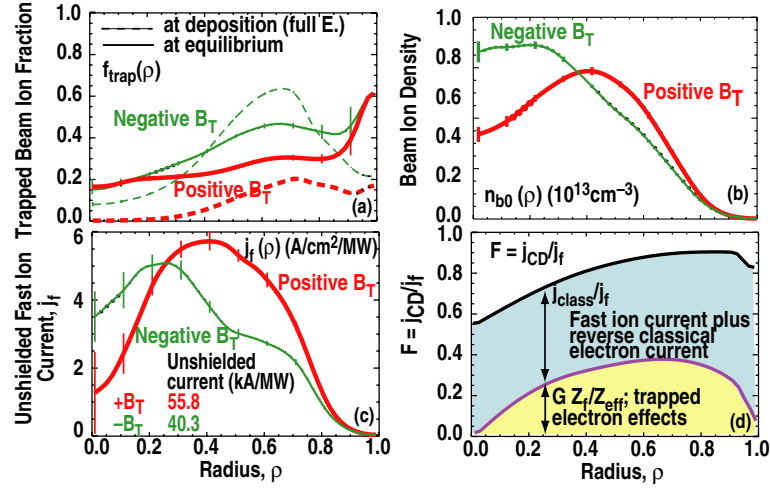 Trapped Beam Ion Fraction
1.0
0.8
0.6
0.4
0.2
0.0
at deposition (full E.)
at equilibrium
f_trap(ρ)
Negative B_T
Positive B_T
(a)
Beam Ion Density
1.0
0.8
0.6
0.4
0.2
0.0
Negative B_T
Positive B_T
n_b0 (ρ) (10^13 cm^−3)
(b)
Unshielded Fast Ion
Current, j_f
6
4
2
0
j_f (ρ) (A/cm^2/MW)
Positive B_T
Negative B_T
Unshielded
current (kA/MW)
+B_T 55.8
−B_T 40.3
(c)
0.0 0.2 0.4 0.6 0.8 1.0
Radius, ρ
F = j_CD/j_f
1.0
0.8
0.6
0.4
0.2
0.0
F = j_CD/j_f
j_class/j_f
Fast ion current plus
reverse classical
electron current
G Z_f/Z_eff; trapped
electron effects
(d)
0.0 0.2 0.4 0.6 0.8 1.0
Radius, ρ